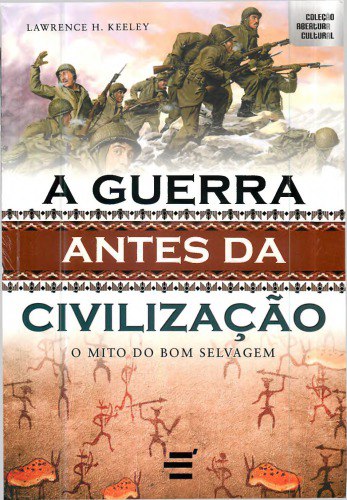 LAWRENCE H. KEELEY
COLEÇÃO
ABERTURA
CULTURAL
A GUERRA
ANTES DA
CIVILIZAÇÃO
O MITO DO BOM SELVAGEM
É